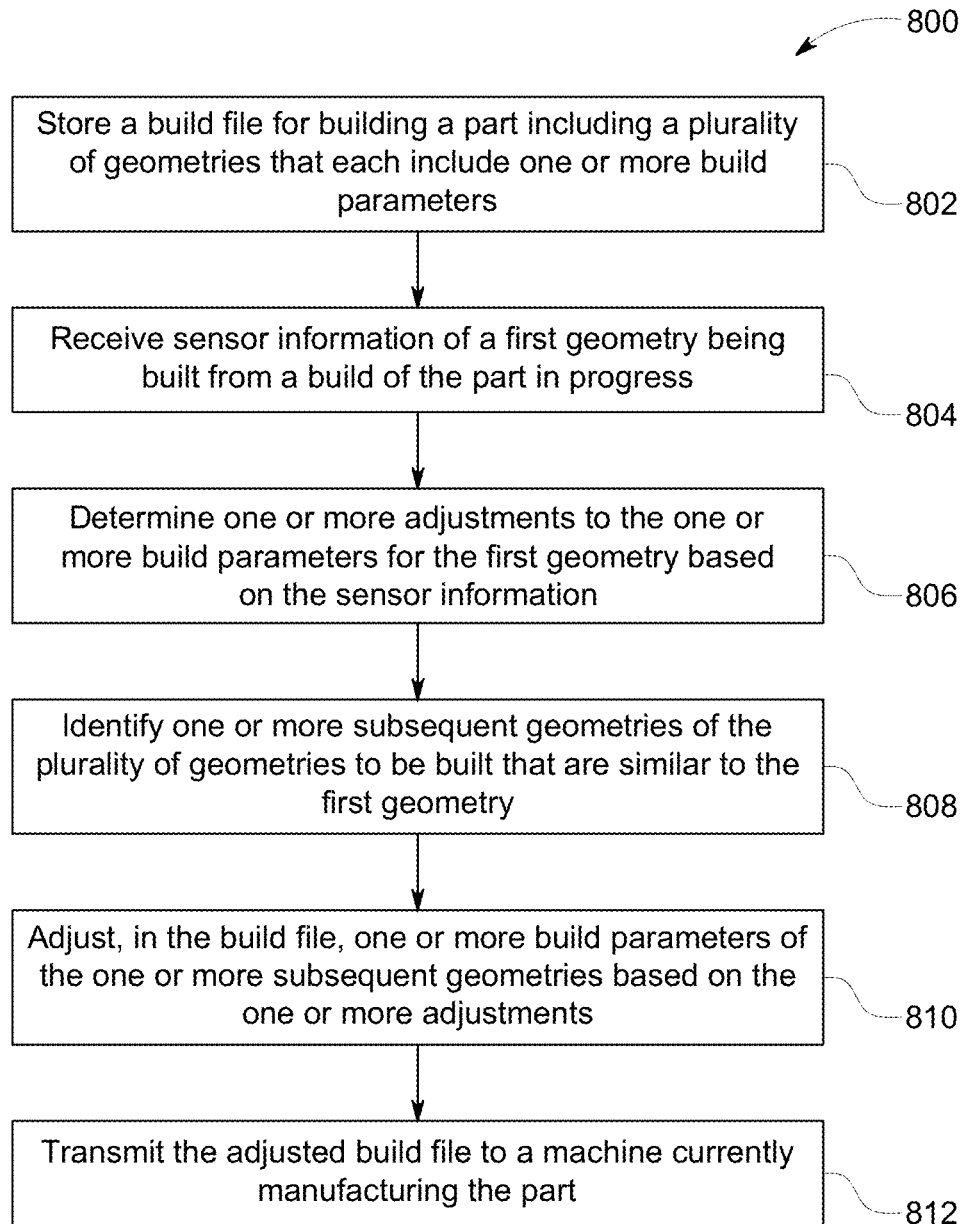 800
Store a build file for building a part including a plurality
of geometries that each include one or more build
parameters
802
Receive sensor information of a first geometry being
built from a build of the part in progress
804
Determine one or more adjustments to the one or
more build parameters for the first geometry based
on the sensor information
806
Identify one or more subsequent geometries of the
plurality of geometries to be built that are similar to the
first geometry
808
Adjust, in the build file, one or more build parameters of
the one or more subsequent geometries based on the
one or more adjustments
810
Transmit the adjusted build file to a machine currently
manufacturing the part
812